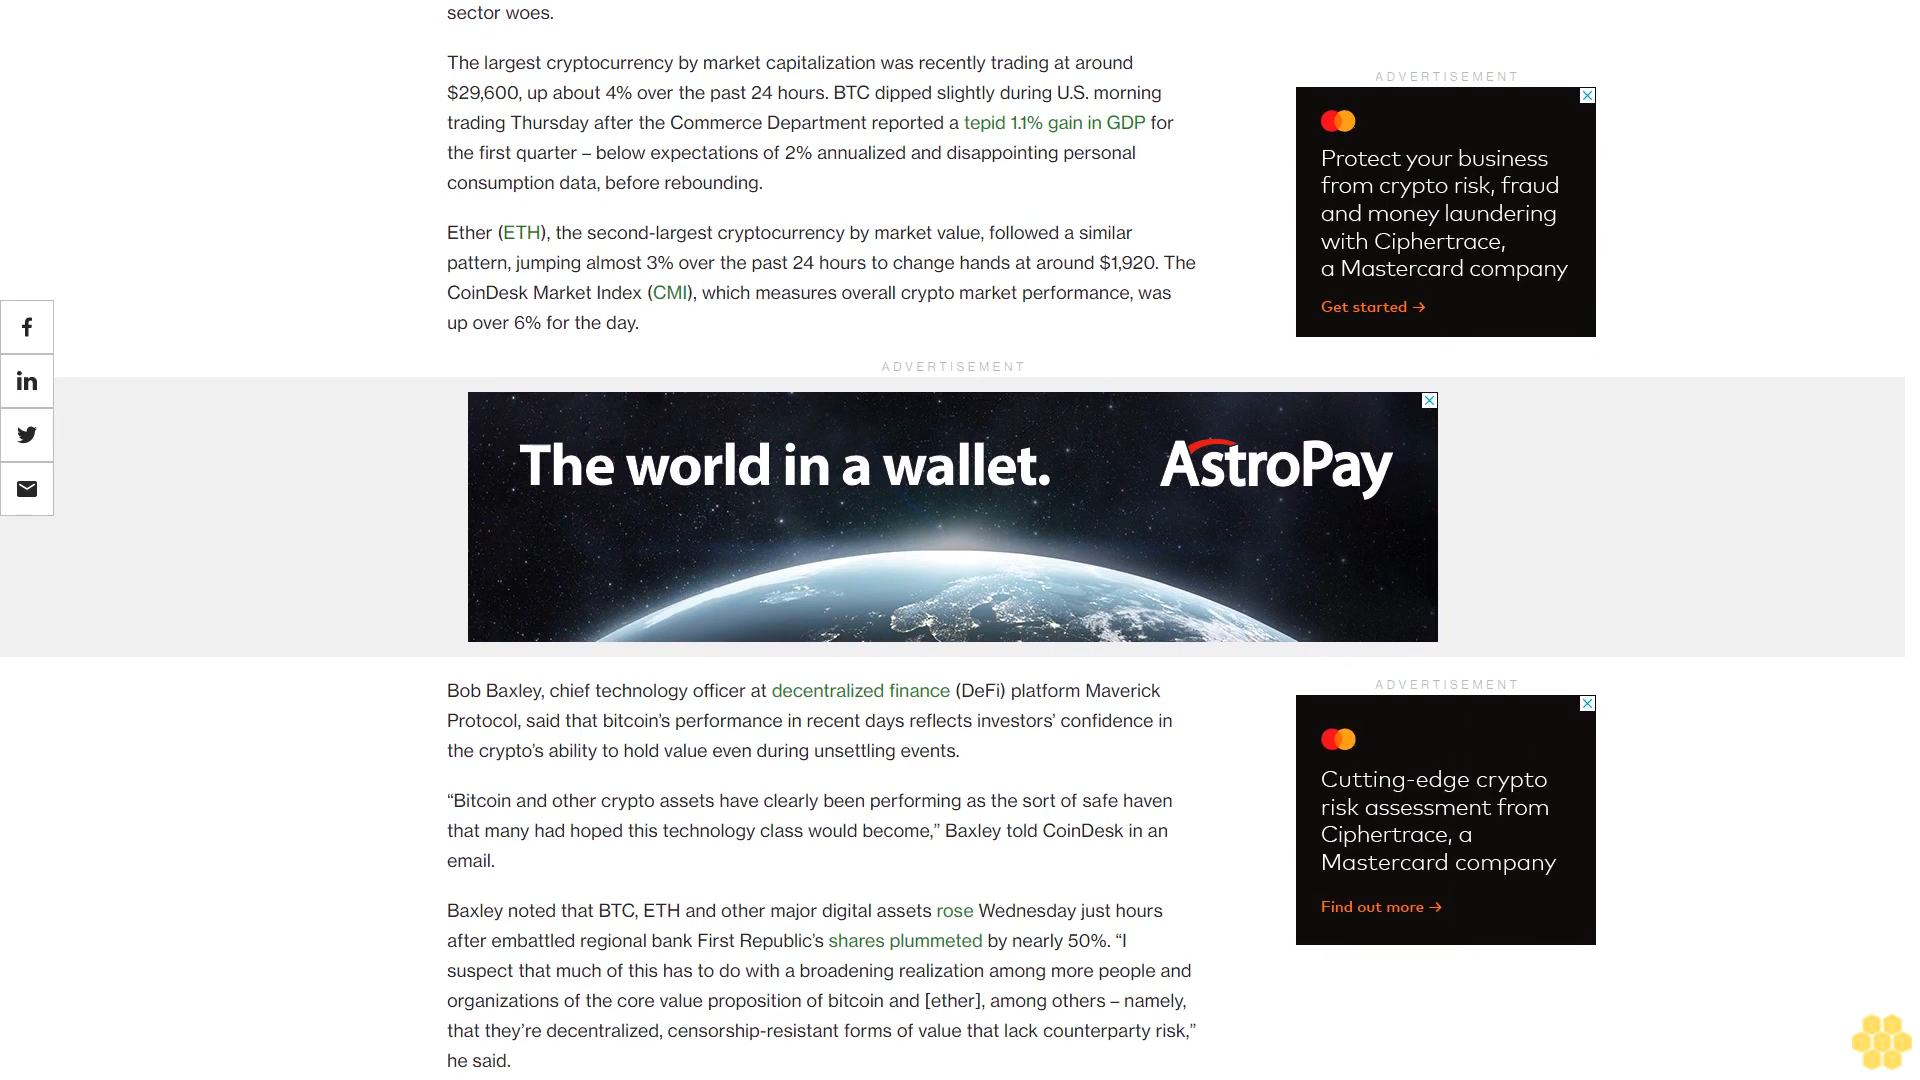 sector woes.
The largest cryptocurrency by market capitalization was recently trading at around
$29,600, up about 4% over the past 24 hours. BTC dipped slightly during U.S. morning
trading Thursday after the Commerce Department reported a tepid 1.1% gain in GDP for
the first quarter – below expectations of 2% annualized and disappointing personal
consumption data, before rebounding.
Ether (ETH), the second-largest cryptocurrency by market value, followed a similar
pattern, jumping almost 3% over the past 24 hours to change hands at around $1,920. The
CoinDesk Market Index (CMI), which measures overall crypto market performance, was
up over 6% for the day.
ADVERTISEMENT
Protect your business
from crypto risk, fraud
and money laundering
with Ciphertrace,
a Mastercard company
Get started →
ADVERTISEMENT
The world in a wallet.
AstroPay
Bob Baxley, chief technology officer at decentralized finance (DeFi) platform Maverick
Protocol, said that bitcoin’s performance in recent days reflects investors’ confidence in
the crypto’s ability to hold value even during unsettling events.
“Bitcoin and other crypto assets have clearly been performing as the sort of safe haven
that many had hoped this technology class would become,” Baxley told CoinDesk in an
email.
Baxley noted that BTC, ETH and other major digital assets rose Wednesday just hours
after embattled regional bank First Republic’s shares plummeted by nearly 50%. “I
suspect that much of this has to do with a broadening realization among more people and
organizations of the core value proposition of bitcoin and [ether], among others – namely,
that they’re decentralized, censorship-resistant forms of value that lack counterparty risk,”
he said.
ADVERTISEMENT
Cutting-edge crypto
risk assessment from
Ciphertrace, a
Mastercard company
Find out more →